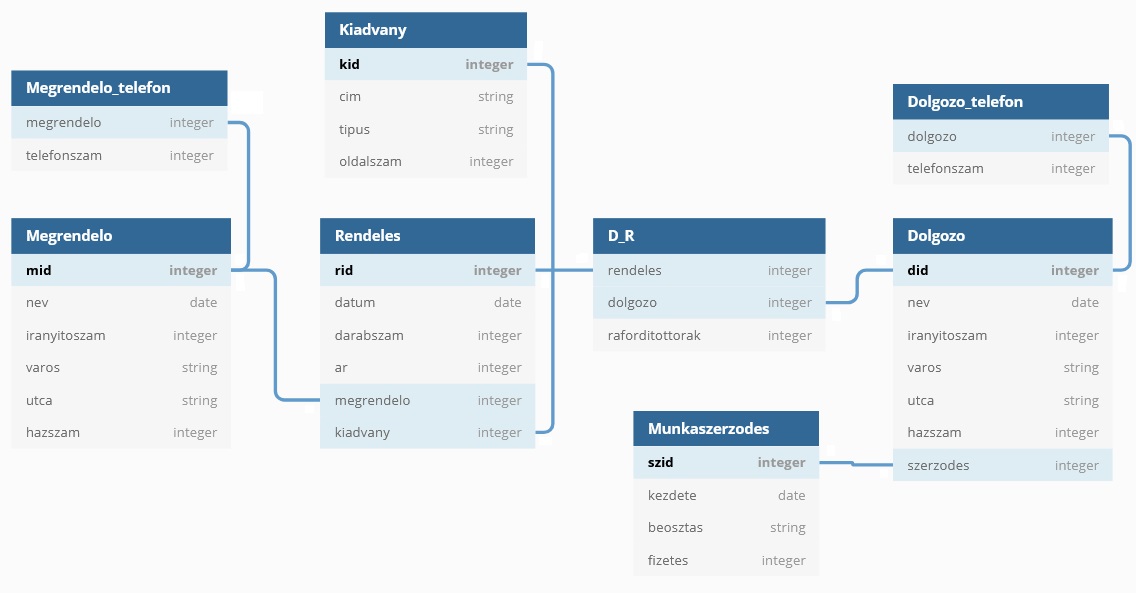 Kiadvany
kid integer
cim string
tipus string
oldalszam integer
Megrendelo_telefon
megrendelo integer
telefonszam integer
Dolgozo_telefon
dolgozo integer
telefonszam integer
Megrendelo
mid integer
nev date
iranyitoszam integer
varos string
utca string
hazszam integer
Rendeles
rid integer
datum date
darabszam integer
ar integer
megrendelo integer
kiadvany integer
D_R
rendeles integer
dolgozo integer
raforditottorak integer
Dolgozo
did integer
nev date
iranyitoszam integer
varos string
utca string
hazszam integer
szerzodes integer
Munkaszerzodes
szid integer
kezdete date
beosztas string
fizetes integer